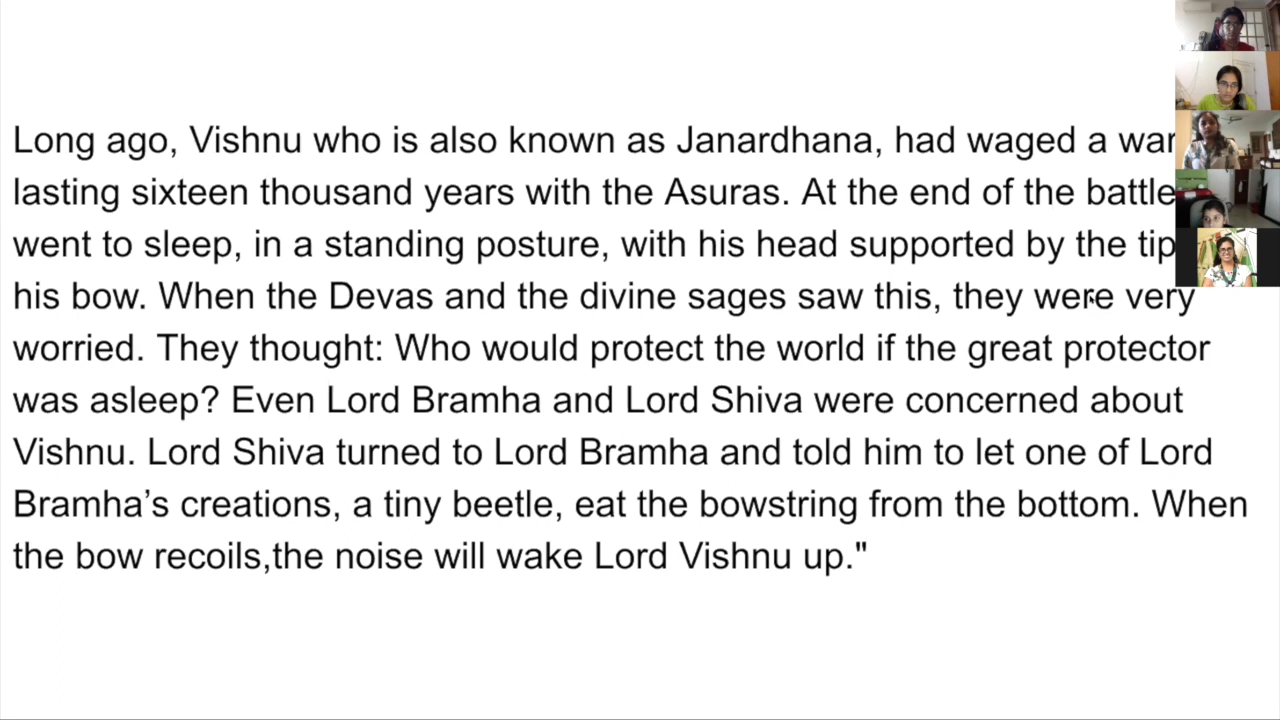 Long ago, Vishnu who is also known as Janardhana, had waged a war
lasting sixteen thousand years with the Asuras. At the end of the battle
went to sleep, in a standing posture, with his head supported by the tip
his bow. When the Devas and the divine sages saw this, they were very
worried. They thought: Who would protect the world if the great protector
was asleep? Even Lord Bramha and Lord Shiva were concerned about
Vishnu. Lord Shiva turned to Lord Bramha and told him to let one of Lord
Bramha’s creations, a tiny beetle, eat the bowstring from the bottom. When
the bow recoils,the noise will wake Lord Vishnu up."